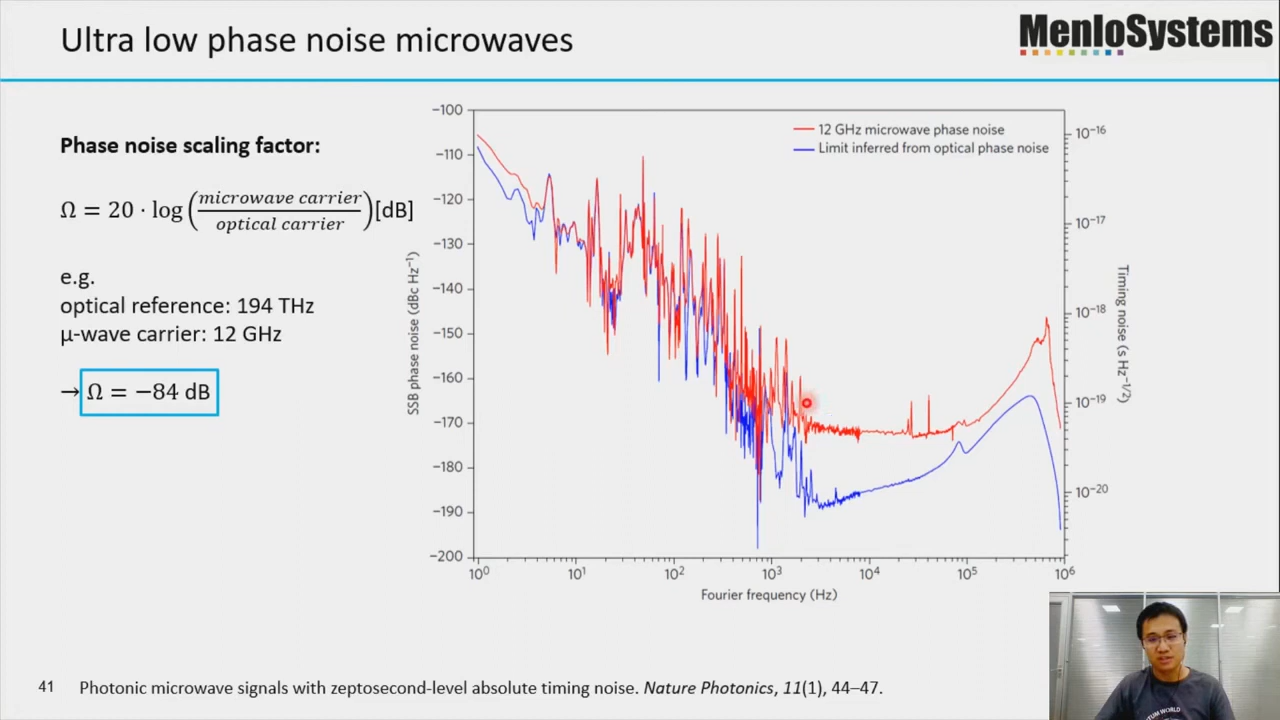 Ultra low phase noise microwaves
MenloSystems
Phase noise scaling factor:
Ω = 20 · log(microwave carrier / optical carrier)[dB]
e.g.
optical reference: 194 THz
μ-wave carrier: 12 GHz
→ Ω = −84 dB
12 GHz microwave phase noise
Limit inferred from optical phase noise
SSB phase noise (dBc Hz⁻¹)
−100
−110
−120
−130
−140
−150
−160
−170
−180
−190
−200
10⁰ 10¹ 10² 10³ 10⁴ 10⁵ 10⁶
Fourier frequency (Hz)
10⁻¹⁶
10⁻¹⁷
10⁻¹⁸
10⁻¹⁹
10⁻²⁰
Timing noise (s Hz⁻¹/²)
TUM WORLD
41 Photonic microwave signals with zeptosecond-level absolute timing noise. Nature Photonics, 11(1), 44–47.